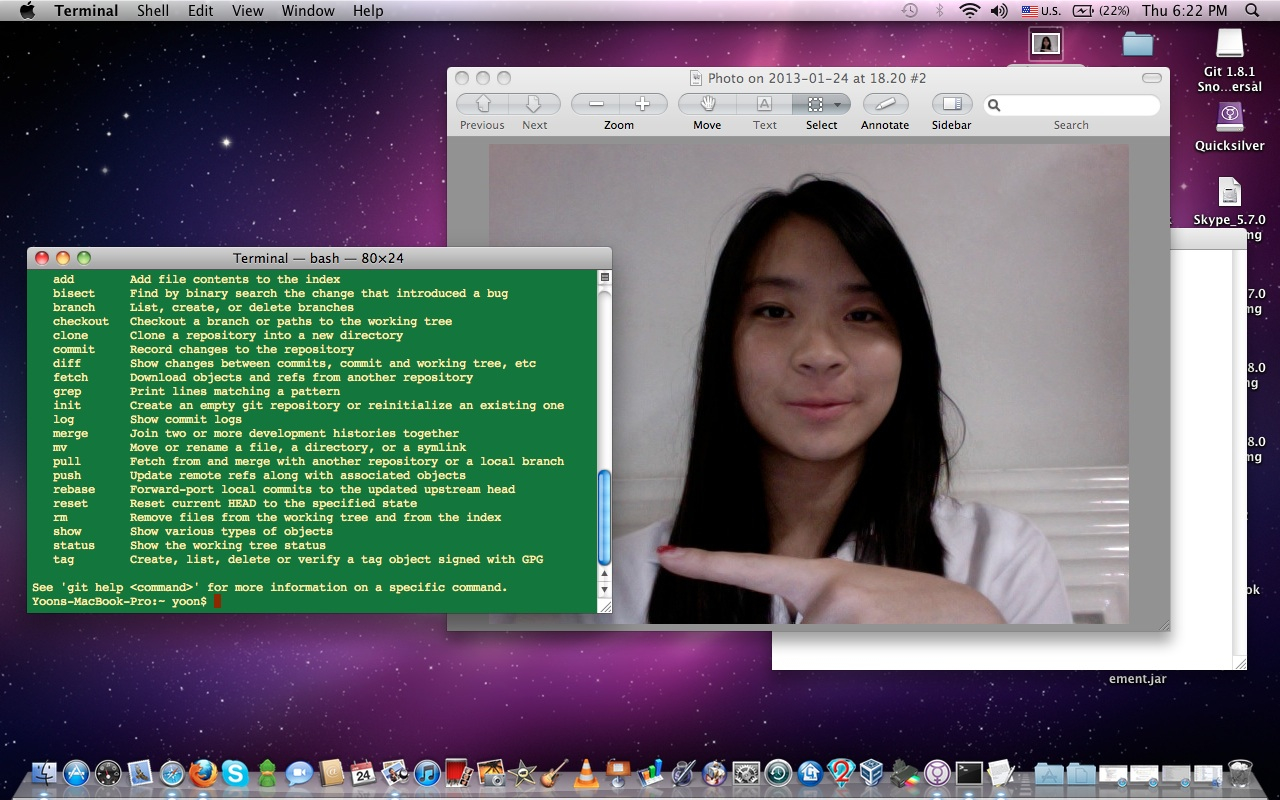 Terminal Shell Edit View Window Help U.S. (22%) Thu 6:22 PM
Photo on 2013-01-24 at 18.20 #2
Previous Next Zoom Move Text Select Annotate Sidebar Search
A
Git 1.8.1
Sno...ersal
Quicksilver
Skype_5.7.0
mg
7.0
mg
8.0
mg
8.0
mg
ok
ement.jar
Terminal — bash — 80×24
add Add file contents to the index
bisect Find by binary search the change that introduced a bug
branch List, create, or delete branches
checkout Checkout a branch or paths to the working tree
clone Clone a repository into a new directory
commit Record changes to the repository
diff Show changes between commits, commit and working tree, etc
fetch Download objects and refs from another repository
grep Print lines matching a pattern
init Create an empty git repository or reinitialize an existing one
log Show commit logs
merge Join two or more development histories together
mv Move or rename a file, a directory, or a symlink
pull Fetch from and merge with another repository or a local branch
push Update remote refs along with associated objects
rebase Forward-port local commits to the updated upstream head
reset Reset current HEAD to the specified state
rm Remove files from the working tree and from the index
show Show various types of objects
status Show the working tree status
tag Create, list, delete or verify a tag object signed with GPG
See 'git help <command>' for more information on a specific command.
Yoons-MacBook-Pro:~ yoon$
24